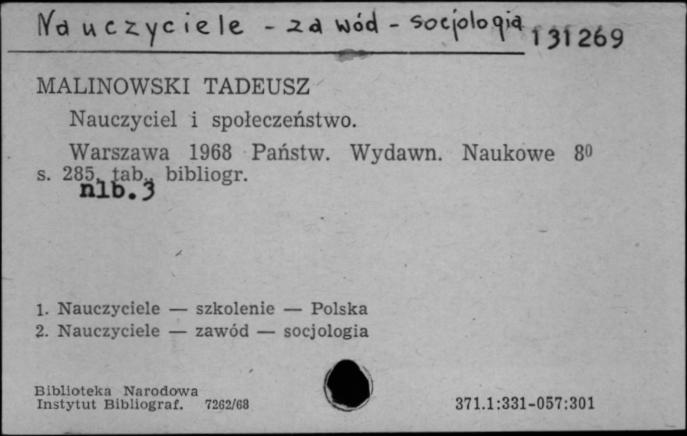 Nauczyciele - zawód - socjologia
131269
MALINOWSKI TADEUSZ
Nauczyciel i społeczeństwo.
Warszawa 1968 Państw. Wydawn. Naukowe 8⁰
s. 285, tab., bibliogr.
nlb. 3
1. Nauczyciele — szkolenie — Polska
2. Nauczyciele — zawód — socjologia
Biblioteka Narodowa
Instytut Bibliograf. 7262/68
371.1:331-057:301